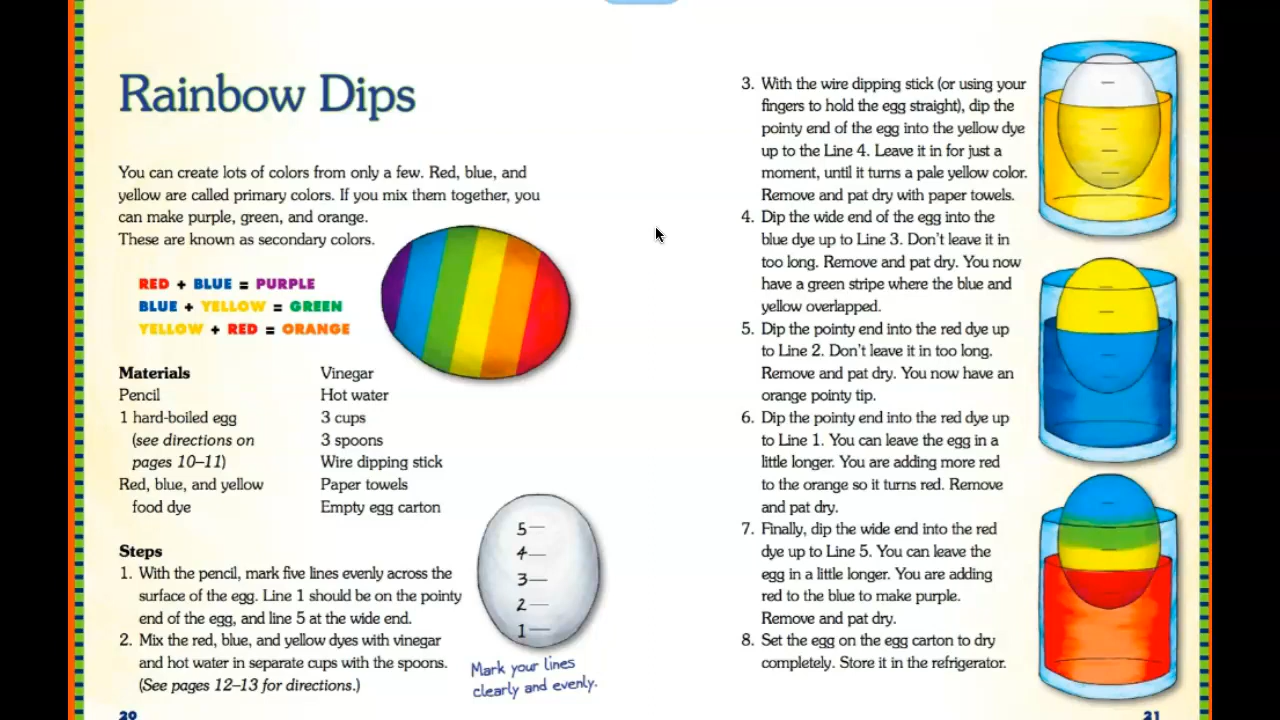 Rainbow Dips
You can create lots of colors from only a few. Red, blue, and
yellow are called primary colors. If you mix them together, you
can make purple, green, and orange.
These are known as secondary colors.
RED + BLUE = PURPLE
BLUE + YELLOW = GREEN
YELLOW + RED = ORANGE
Materials
Pencil
1 hard-boiled egg
(see directions on
pages 10–11)
Red, blue, and yellow
food dye
Vinegar
Hot water
3 cups
3 spoons
Wire dipping stick
Paper towels
Empty egg carton
Steps
1. With the pencil, mark five lines evenly across the
surface of the egg. Line 1 should be on the pointy
end of the egg, and line 5 at the wide end.
2. Mix the red, blue, and yellow dyes with vinegar
and hot water in separate cups with the spoons.
(See pages 12–13 for directions.)
5
4
3
2
1
Mark your lines
clearly and evenly.
20
3. With the wire dipping stick (or using your
fingers to hold the egg straight), dip the
pointy end of the egg into the yellow dye
up to the Line 4. Leave it in for just a
moment, until it turns a pale yellow color.
Remove and pat dry with paper towels.
4. Dip the wide end of the egg into the
blue dye up to Line 3. Don't leave it in
too long. Remove and pat dry. You now
have a green stripe where the blue and
yellow overlapped.
5. Dip the pointy end into the red dye up
to Line 2. Don't leave it in too long.
Remove and pat dry. You now have an
orange pointy tip.
6. Dip the pointy end into the red dye up
to Line 1. You can leave the egg in a
little longer. You are adding more red
to the orange so it turns red. Remove
and pat dry.
7. Finally, dip the wide end into the red
dye up to Line 5. You can leave the
egg in a little longer. You are adding
red to the blue to make purple.
Remove and pat dry.
8. Set the egg on the egg carton to dry
completely. Store it in the refrigerator.
21